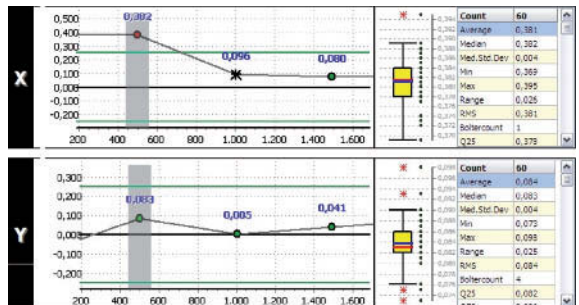 X
0,500
0,400
0,300
0,200
0,100
0,000
-0,100
-0,200
0,382
0,096
0,080
200 400 600 800 1.000 1.200 1.400 1.600
Count 60
Average 0,381
Median 0,382
Med.Std.Dev 0,004
Min 0,369
Max 0,395
Range 0,026
RMS 0,381
Boltercount 1
Q25 0,379
Y
0,300
0,200
0,100
0,000
-0,100
-0,200
0,083
0,005
0,041
200 400 600 800 1.000 1.200 1.400 1.600
Count 60
Average 0,084
Median 0,083
Med.Std.Dev 0,004
Min 0,073
Max 0,098
Range 0,025
RMS 0,084
Boltercount 4
Q25 0,082